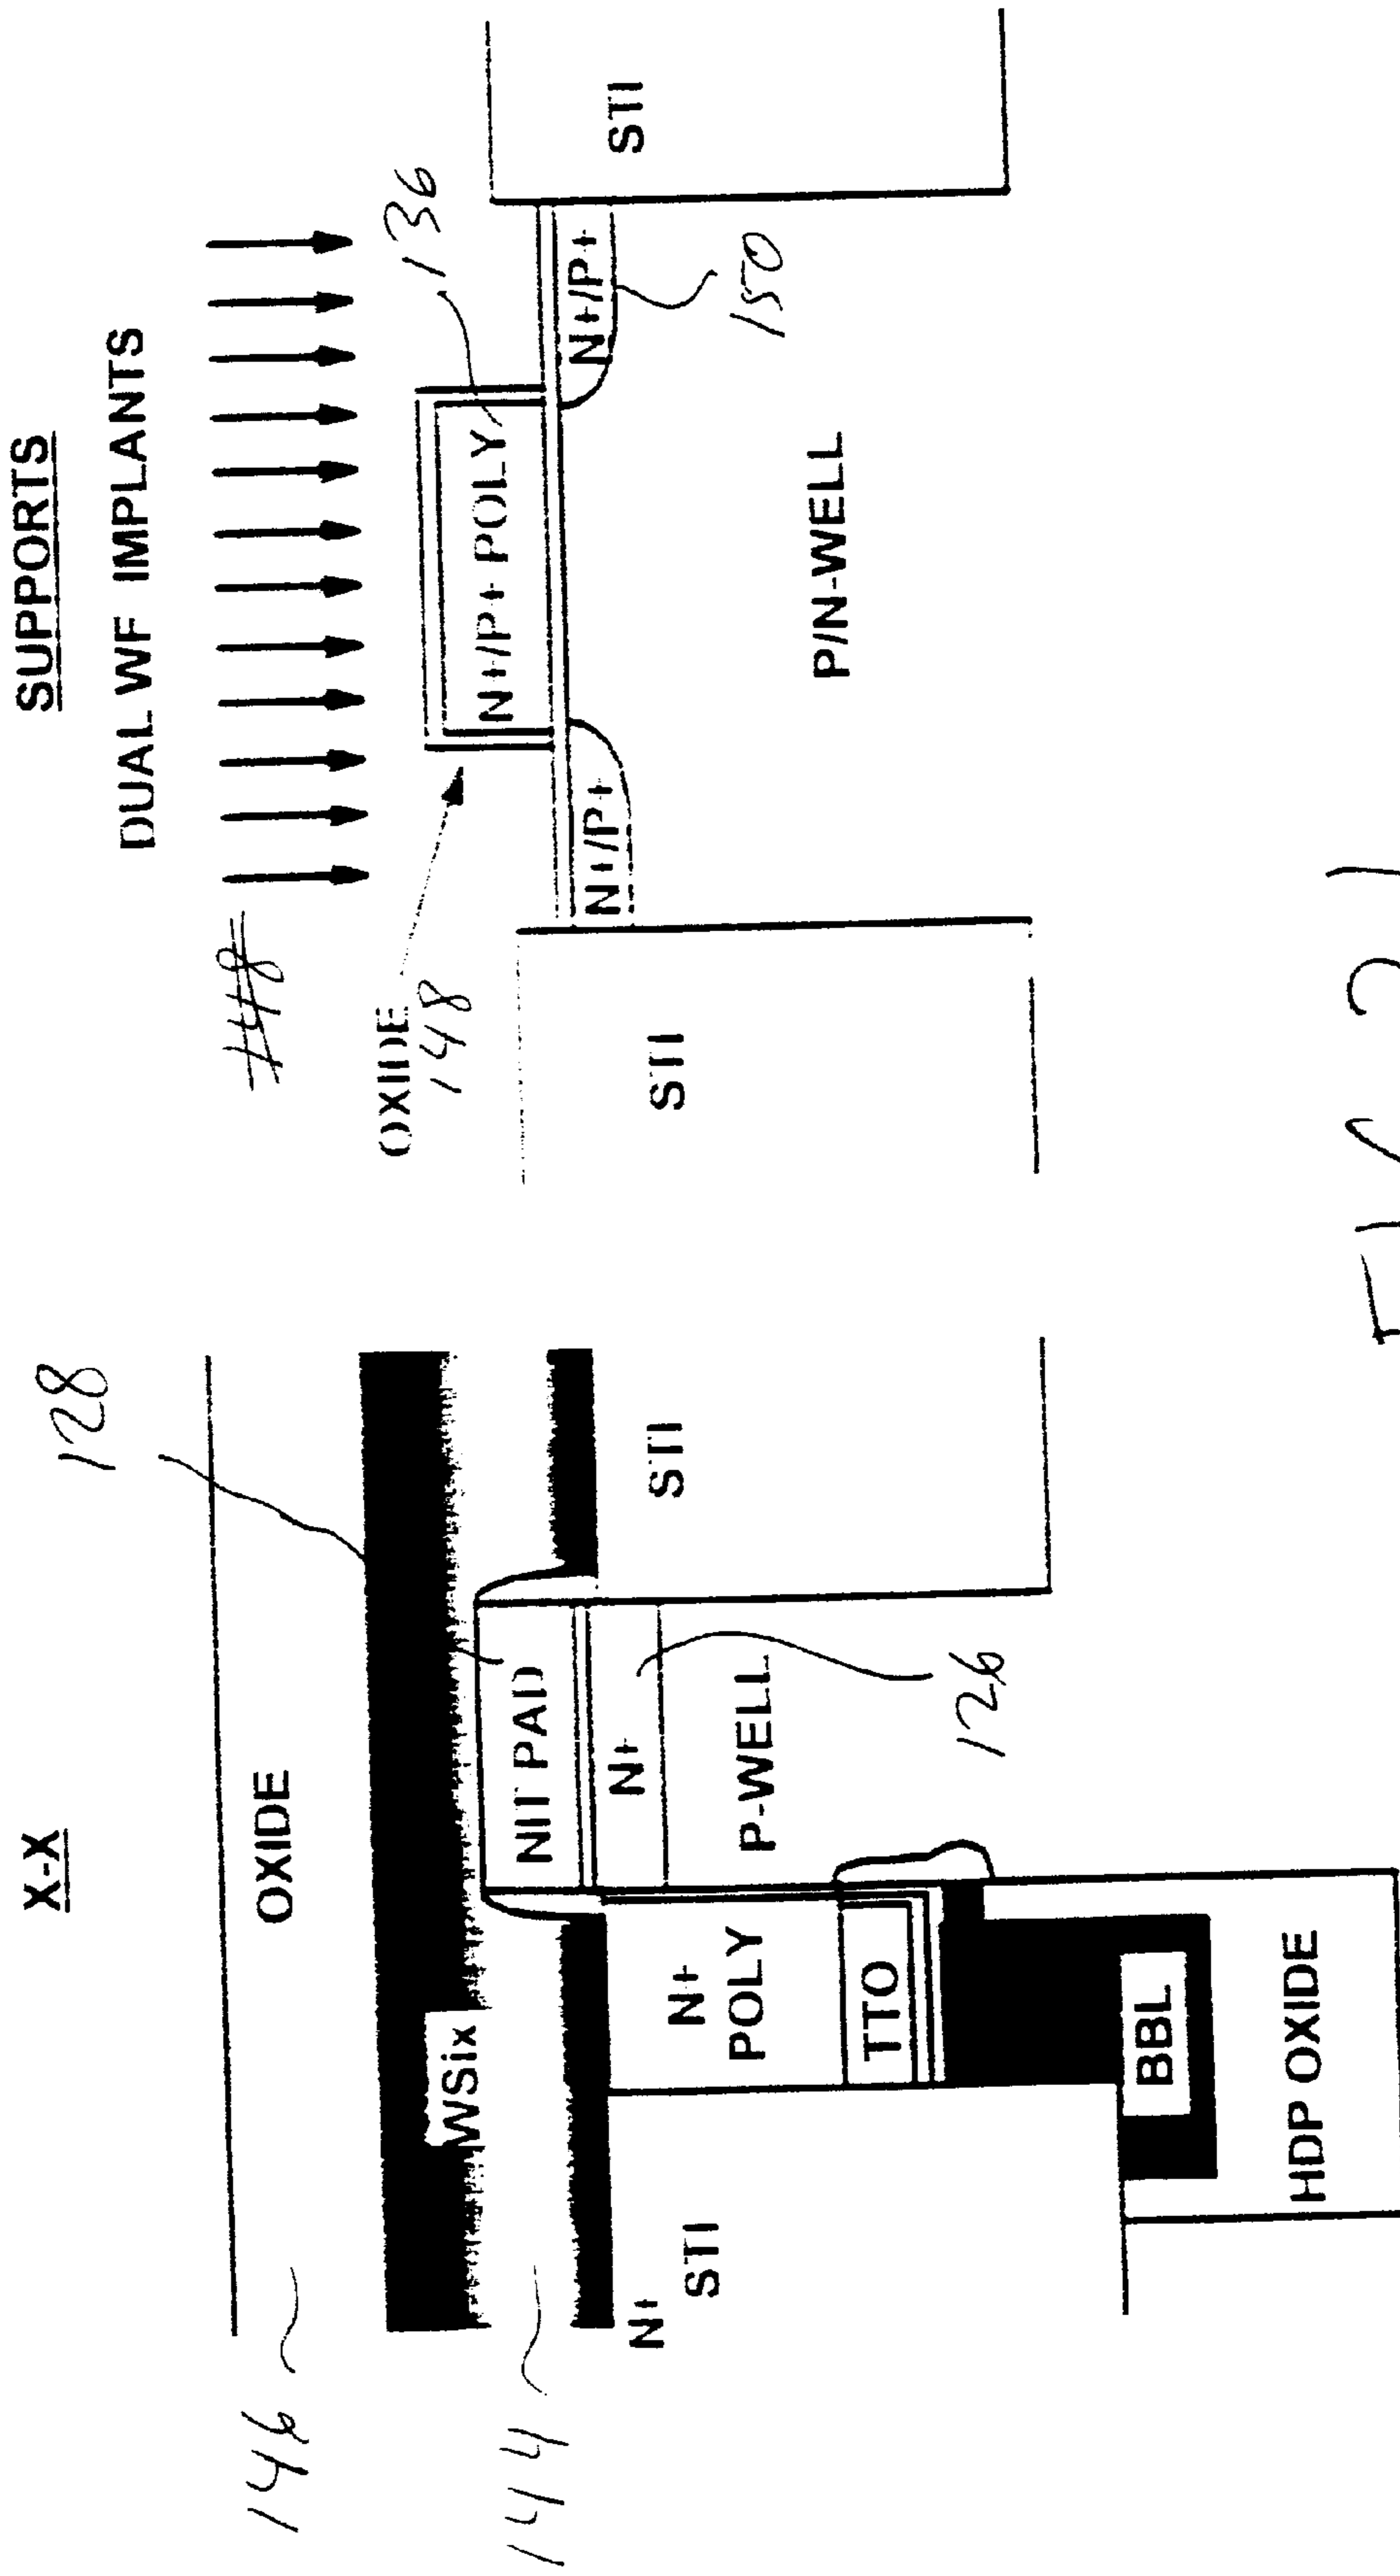 X-X
SUPPORTS
DUAL WF IMPLANTS
128
146
OXIDE
148
OXIDE
148
136
WSix
144
NIT PAD
N+/P+ POLY
N+
N+
STI
STI
STI
STI
N+/P+
N+/P+
150
N+
POLY
P-WELL
P/N-WELL
TTO
126
BBL
HDP OXIDE